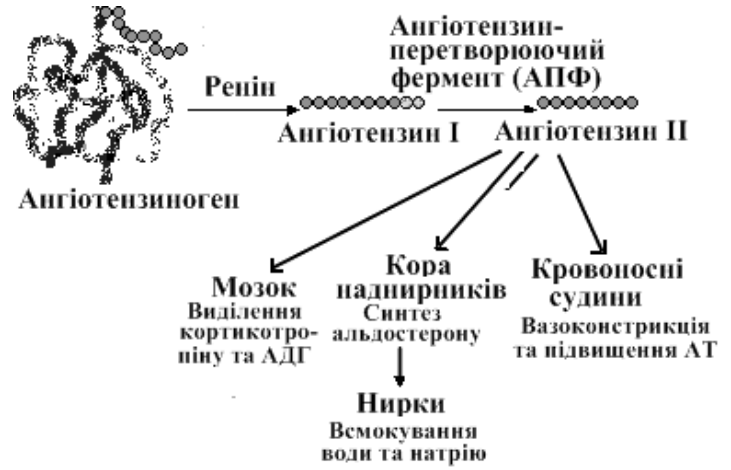 Ангіотензин-
перетворюючий
фермент (АПФ)
Ренін
Ангіотензин I
Ангіотензин II
Ангіотензиноген
Мозок
Виділення
кортикотро-
піну та АДГ
Кора
наднирників
Синтез
альдостерону
Кровоносні
судини
Вазоконстрикція
та підвищення АТ
Нирки
Всмокування
води та натрію